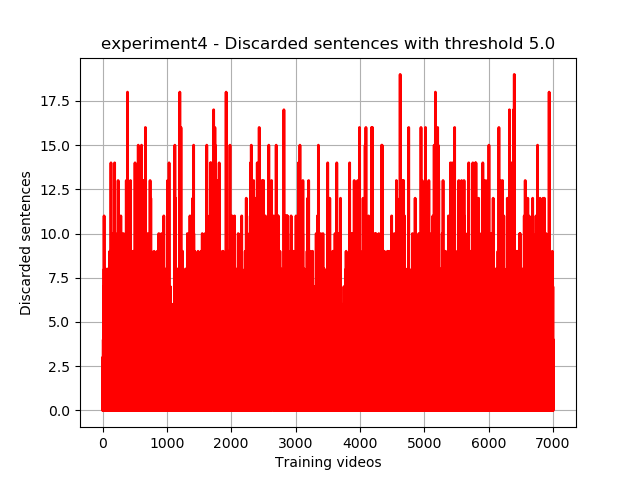 experiment4 - Discarded sentences with threshold 5.0
17.5
15.0
12.5
10.0
7.5
5.0
2.5
0.0
Discarded sentences
0 1000 2000 3000 4000 5000 6000 7000
Training videos